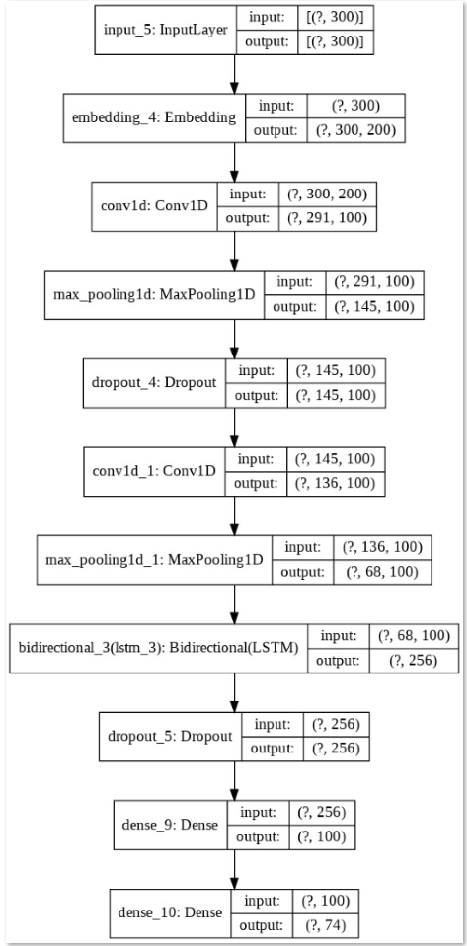 input_5: InputLayer
input: [(?, 300)]
output: [(?, 300)]
embedding_4: Embedding
input: (?, 300)
output: (?, 300, 200)
conv1d: Conv1D
input: (?, 300, 200)
output: (?, 291, 100)
max_pooling1d: MaxPooling1D
input: (?, 291, 100)
output: (?, 145, 100)
dropout_4: Dropout
input: (?, 145, 100)
output: (?, 145, 100)
conv1d_1: Conv1D
input: (?, 145, 100)
output: (?, 136, 100)
max_pooling1d_1: MaxPooling1D
input: (?, 136, 100)
output: (?, 68, 100)
bidirectional_3(lstm_3): Bidirectional(LSTM)
input: (?, 68, 100)
output: (?, 256)
dropout_5: Dropout
input: (?, 256)
output: (?, 256)
dense_9: Dense
input: (?, 256)
output: (?, 100)
dense_10: Dense
input: (?, 100)
output: (?, 74)